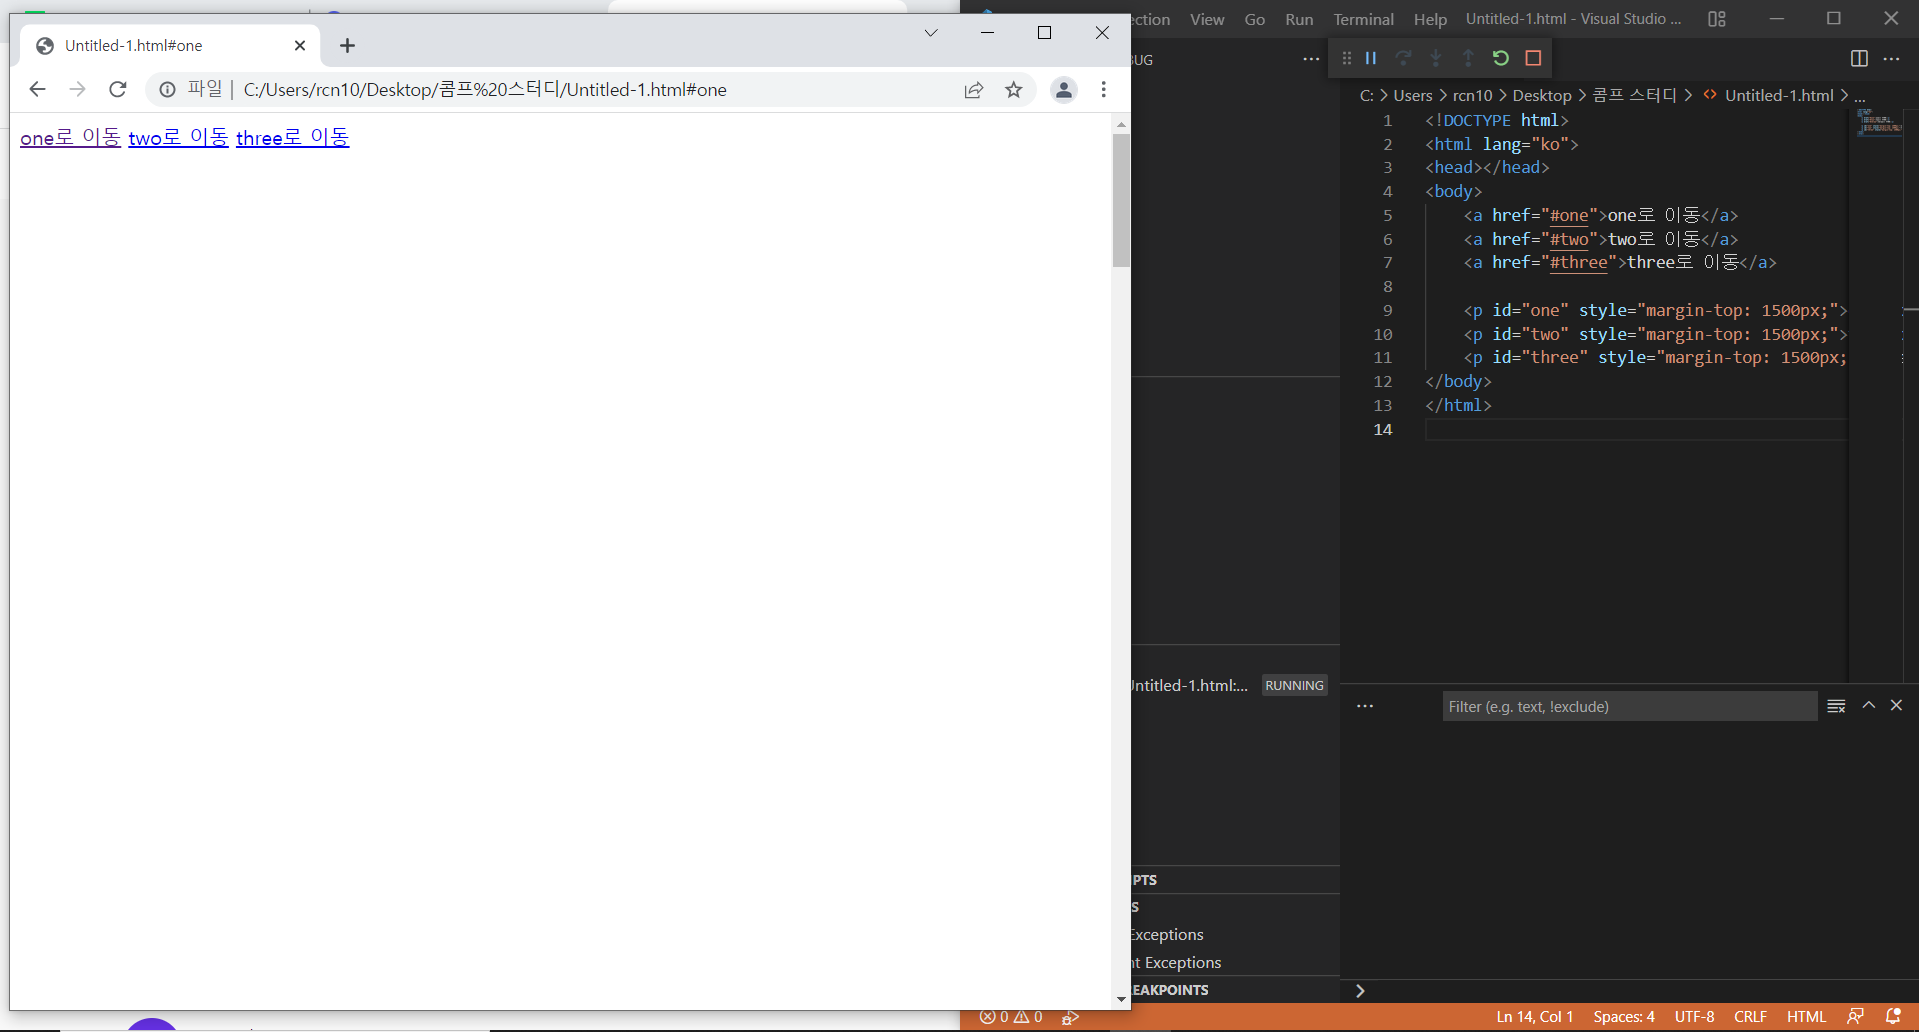 Untitled-1.html#one
파일 | C:/Users/rcn10/Desktop/콤프%20스터디/Untitled-1.html#one
one로 이동 two로 이동 three로 이동
View Go Run Terminal Help Untitled-1.html - Visual Studio ...
C: > Users > rcn10 > Desktop > 콤프 스터디 > Untitled-1.html > ...
1 <!DOCTYPE html>
2 <html lang="ko">
3 <head></head>
4 <body>
5 <a href="#one">one로 이동</a>
6 <a href="#two">two로 이동</a>
7 <a href="#three">three로 이동</a>
8
9 <p id="one" style="margin-top: 1500px;">
10 <p id="two" style="margin-top: 1500px;">
11 <p id="three" style="margin-top: 1500px;
12 </body>
13 </html>
14
Untitled-1.html:... RUNNING
Filter (e.g. text, !exclude)
Exceptions
Exceptions
0 0
Ln 14, Col 1 Spaces: 4 UTF-8 CRLF HTML